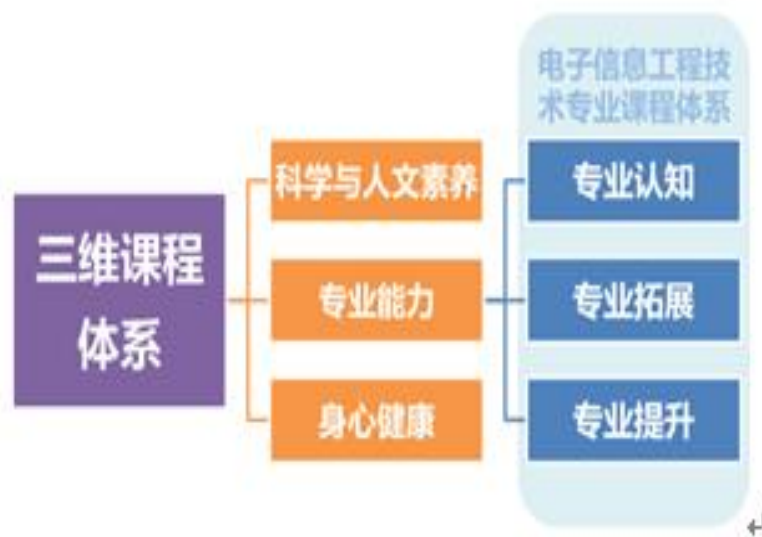 电子信息工程技
术专业课程体系
三维课程
体系
科学与人文素养
专业能力
身心健康
专业认知
专业拓展
专业提升